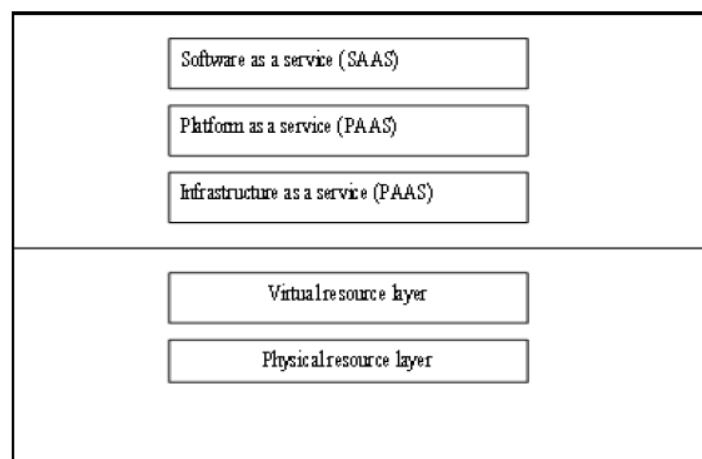 Software as a service (SAAS)
Platform as a service (PAAS)
Infrastructure as a service (PAAS)
Virtual resource layer
Physical resource layer